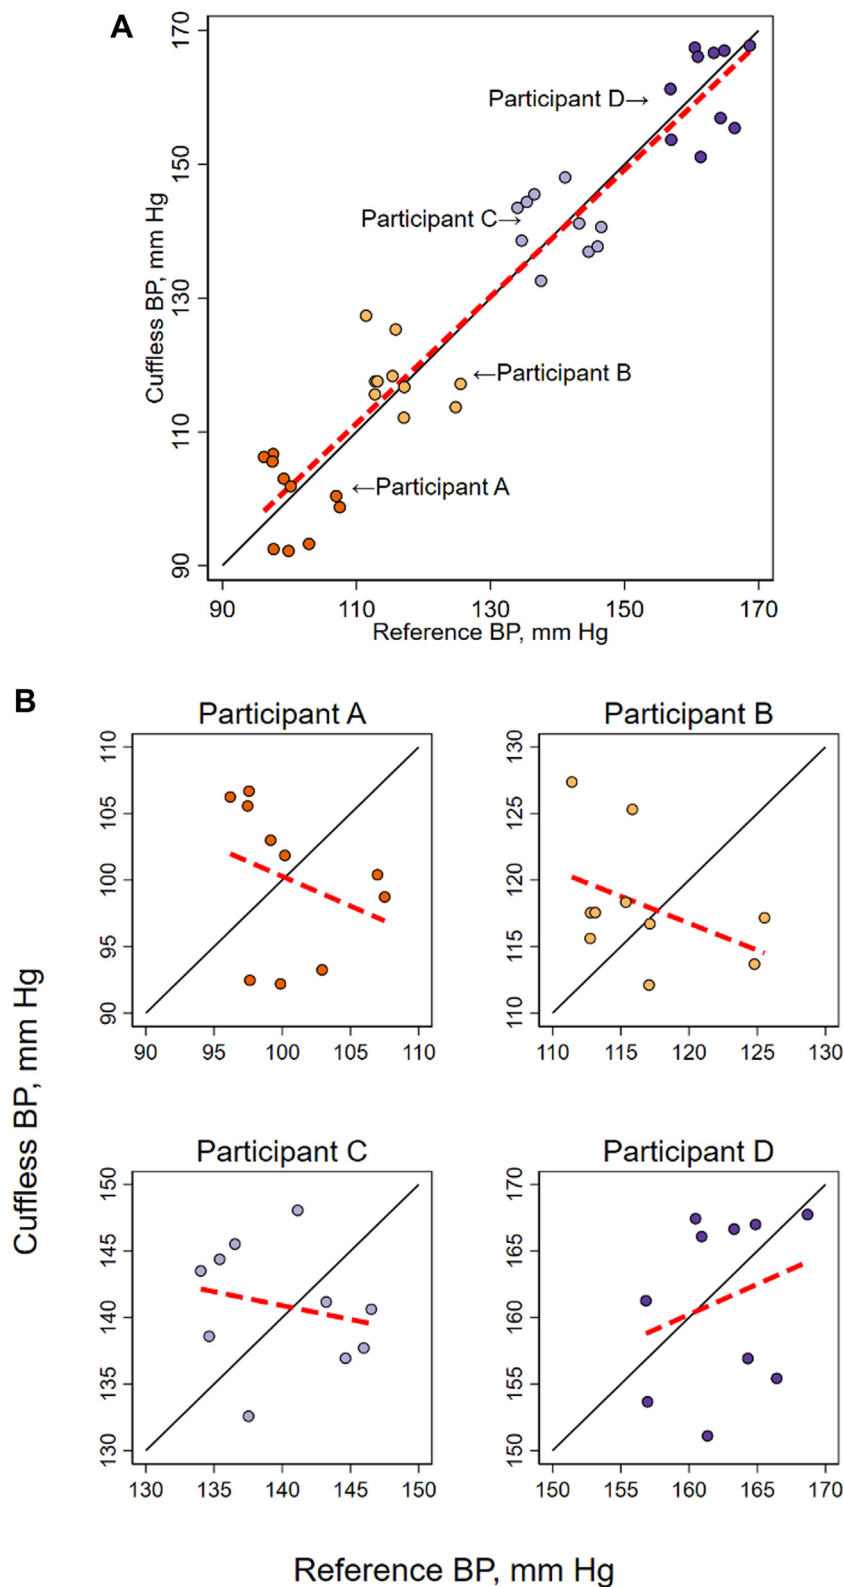 A
170
150
130
110
90
Cuffless BP, mm Hg
Participant D→
Participant C→
←Participant B
←Participant A
90 110 130 150 170
Reference BP, mm Hg
B
Participant A
110
105
100
95
90
90 95 100 105 110
Participant B
130
125
120
115
110
110 115 120 125 130
Cuffless BP, mm Hg
Participant C
150
145
140
135
130
130 135 140 145 150
Participant D
170
165
160
155
150
150 155 160 165 170
Reference BP, mm Hg